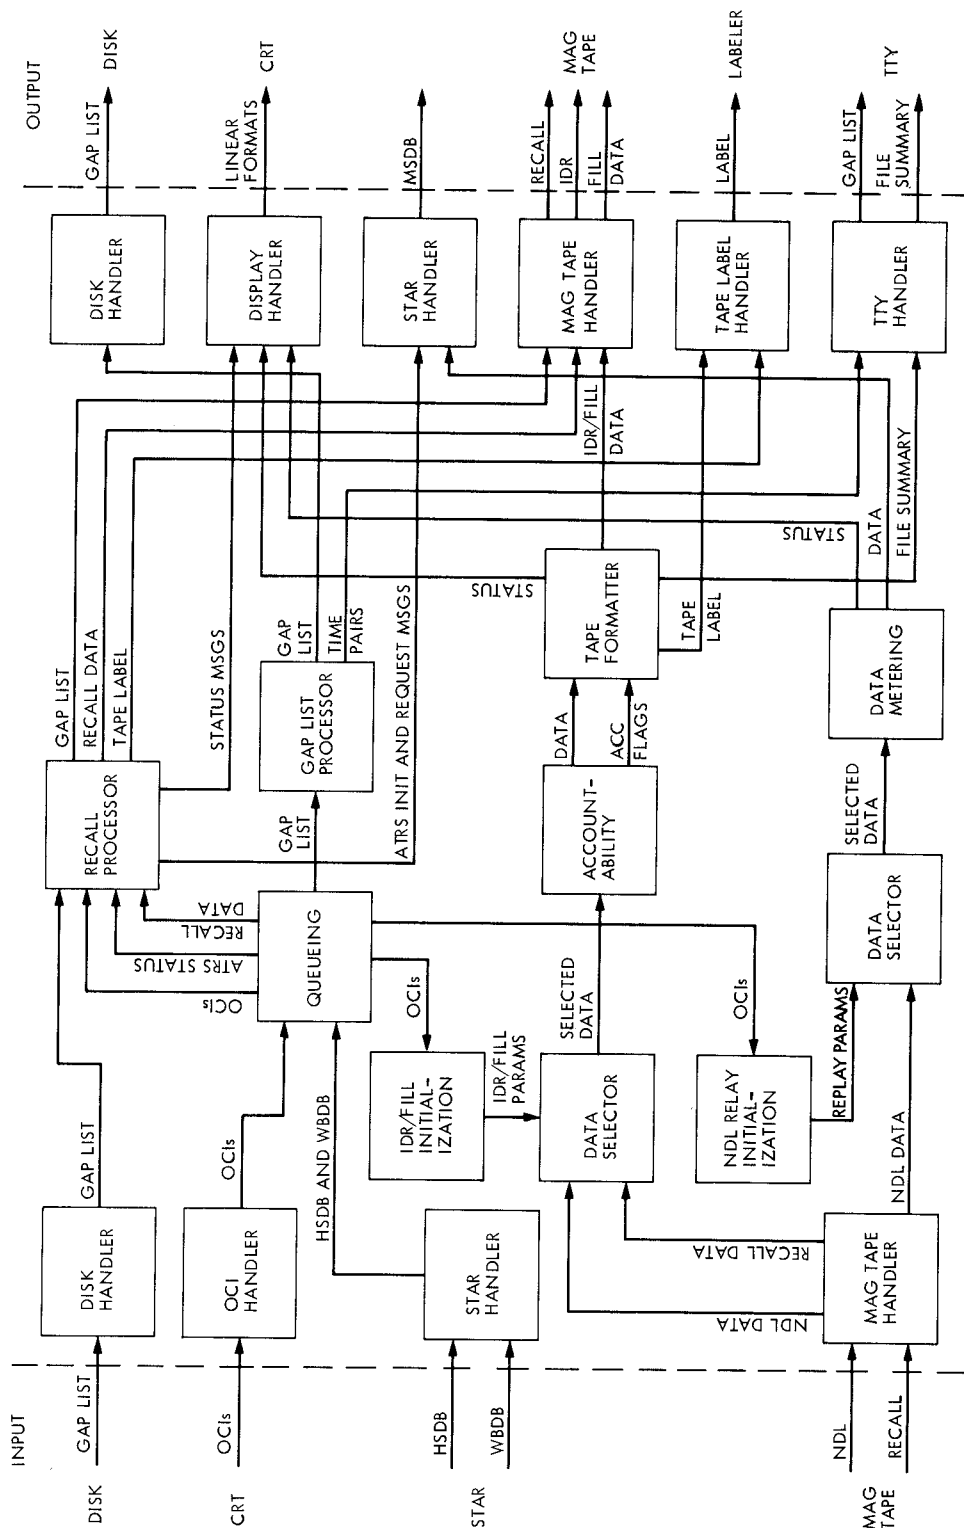 INPUT
OUTPUT
DISK
GAP LIST
DISK
HANDLER
GAP LIST
CRT
OCIs
OCI
HANDLER
OCIs
STAR
HSDB
WBDB
STAR
HANDLER
HSDB AND WBDB
MAG
TAPE
NDL
RECALL
MAG TAPE
HANDLER
NDL DATA
RECALL DATA
NDL DATA
QUEUEING
OCIs
ATRS STATUS
RECALL
DATA
GAP
LIST
OCIs
OCIs
IDR/FILL
INITIAL-
IZATION
IDR/FILL
PARAMS
DATA
SELECTOR
SELECTED
DATA
NDL RELAY
INITIAL-
IZATION
REPLAY PARAMS
DATA
SELECTOR
SELECTED
DATA
RECALL
PROCESSOR
GAP LIST
RECALL DATA
TAPE LABEL
STATUS MSGS
ATRS INIT AND REQUEST MSGS
GAP LIST
PROCESSOR
GAP
LIST
TIME
PAIRS
ACCOUNT-
ABILITY
DATA
ACC
FLAGS
TAPE
FORMATTER
STATUS
IDR/FILL
DATA
TAPE
LABEL
DATA
METERING
STATUS
DATA
FILE SUMMARY
DISK
HANDLER
GAP LIST
DISK
DISPLAY
HANDLER
LINEAR
FORMATS
CRT
STAR
HANDLER
MSDB
MAG TAPE
HANDLER
RECALL
IDR
FILL
DATA
MAG
TAPE
TAPE LABEL
HANDLER
LABEL
LABELER
TTY
HANDLER
GAP LIST
FILE
SUMMARY
TTY